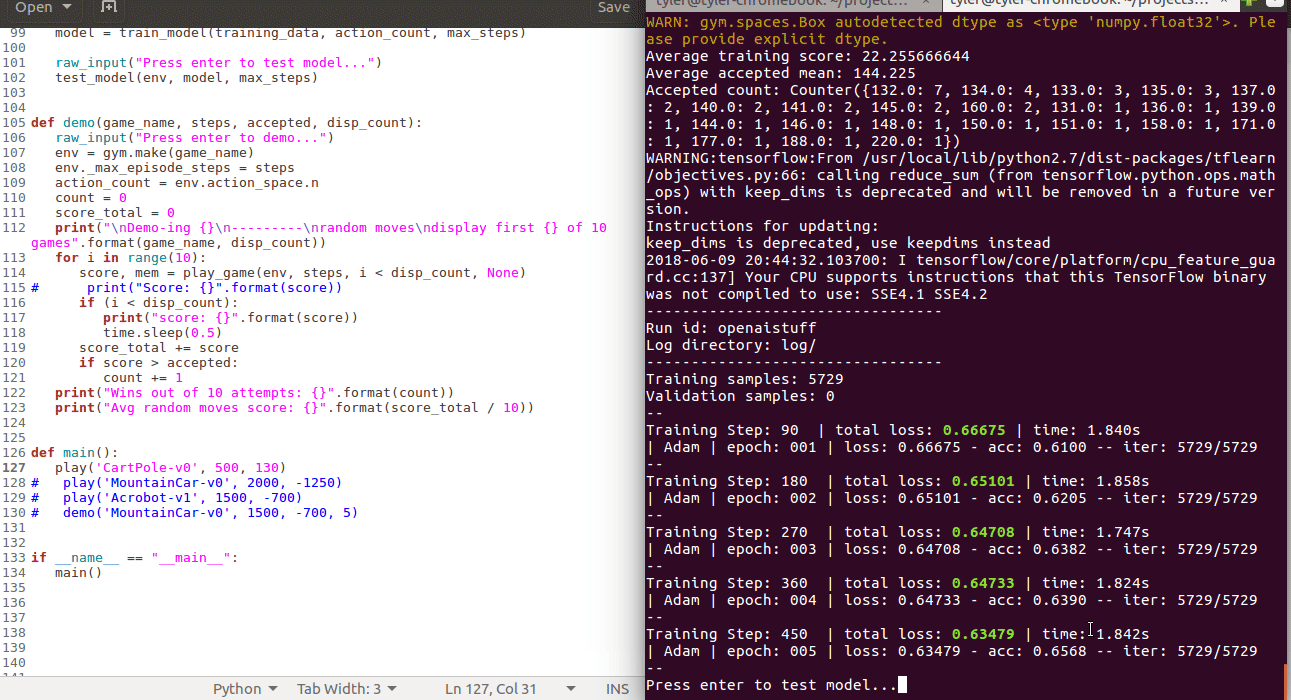 Open
Save
99 model = train_model(training_data, action_count, max_steps)
100
101 raw_input("Press enter to test model...")
102 test_model(env, model, max_steps)
103
104
105 def demo(game_name, steps, accepted, disp_count):
106 raw_input("Press enter to demo...")
107 env = gym.make(game_name)
108 env._max_episode_steps = steps
109 action_count = env.action_space.n
110 count = 0
111 score_total = 0
112 print("\nDemo-ing {}\n---------\nrandom moves\ndisplay first {} of 10
games".format(game_name, disp_count))
113 for i in range(10):
114 score, mem = play_game(env, steps, i < disp_count, None)
115 # print("Score: {}".format(score))
116 if (i < disp_count):
117 print("score: {}".format(score))
118 time.sleep(0.5)
119 score_total += score
120 if score > accepted:
121 count += 1
122 print("Wins out of 10 attempts: {}".format(count))
123 print("Avg random moves score: {}".format(score_total / 10))
124
125
126 def main():
127 play('CartPole-v0', 500, 130)
128 # play('MountainCar-v0', 2000, -1250)
129 # play('Acrobot-v1', 1500, -700)
130 # demo('MountainCar-v0', 1500, -700, 5)
131
132
133 if __name__ == "__main__":
134 main()
135
136
137
138
139
140
Python Tab Width: 3 Ln 127, Col 31 INS
tyler@tyler-chromebook: ~/project... × tyler@tyler-chromebook: ~/projects... ×
WARN: gym.spaces.Box autodetected dtype as <type 'numpy.float32'>. Ple
ase provide explicit dtype.
Average training score: 22.255666644
Average accepted mean: 144.225
Accepted count: Counter({132.0: 7, 134.0: 4, 133.0: 3, 135.0: 3, 137.0
: 2, 140.0: 2, 141.0: 2, 145.0: 2, 160.0: 2, 131.0: 1, 136.0: 1, 139.0
: 1, 144.0: 1, 146.0: 1, 148.0: 1, 150.0: 1, 151.0: 1, 158.0: 1, 171.0
: 1, 177.0: 1, 188.0: 1, 220.0: 1})
WARNING:tensorflow:From /usr/local/lib/python2.7/dist-packages/tflearn
/objectives.py:66: calling reduce_sum (from tensorflow.python.ops.math
_ops) with keep_dims is deprecated and will be removed in a future ver
sion.
Instructions for updating:
keep_dims is deprecated, use keepdims instead
2018-06-09 20:44:32.103700: I tensorflow/core/platform/cpu_feature_gua
rd.cc:137] Your CPU supports instructions that this TensorFlow binary
was not compiled to use: SSE4.1 SSE4.2
---------------------------------
Run id: openaistuff
Log directory: log/
---------------------------------
Training samples: 5729
Validation samples: 0
--
Training Step: 90 | total loss: 0.66675 | time: 1.840s
| Adam | epoch: 001 | loss: 0.66675 - acc: 0.6100 -- iter: 5729/5729
--
Training Step: 180 | total loss: 0.65101 | time: 1.858s
| Adam | epoch: 002 | loss: 0.65101 - acc: 0.6205 -- iter: 5729/5729
--
Training Step: 270 | total loss: 0.64708 | time: 1.747s
| Adam | epoch: 003 | loss: 0.64708 - acc: 0.6382 -- iter: 5729/5729
--
Training Step: 360 | total loss: 0.64733 | time: 1.824s
| Adam | epoch: 004 | loss: 0.64733 - acc: 0.6390 -- iter: 5729/5729
--
Training Step: 450 | total loss: 0.63479 | time: 1.842s
| Adam | epoch: 005 | loss: 0.63479 - acc: 0.6568 -- iter: 5729/5729
--
Press enter to test model...